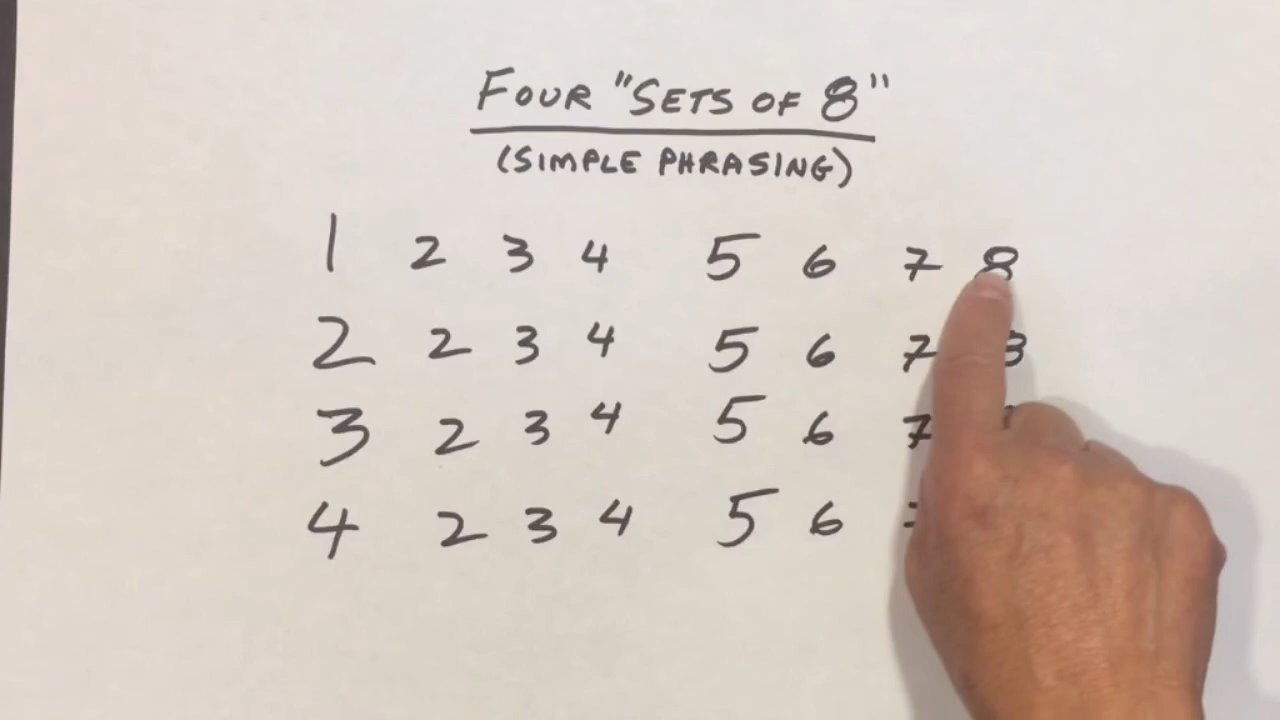 FOUR "SETS OF 8"
(SIMPLE PHRASING)
1 2 3 4 5 6 7 8
2 2 3 4 5 6 7 8
3 2 3 4 5 6 7
4 2 3 4 5 6